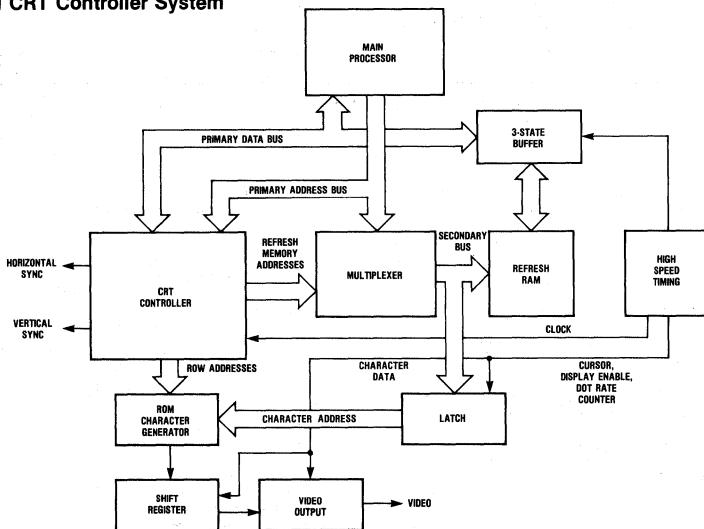 CRT Controller System
MAIN
PROCESSOR
3-STATE
BUFFER
PRIMARY DATA BUS
PRIMARY ADDRESS BUS
HORIZONTAL
SYNC
VERTICAL
SYNC
CRT
CONTROLLER
REFRESH
MEMORY
ADDRESSES
MULTIPLEXER
SECONDARY
BUS
REFRESH
RAM
HIGH
SPEED
TIMING
CLOCK
ROW ADDRESSES
CHARACTER
DATA
CURSOR,
DISPLAY ENABLE,
DOT RATE
COUNTER
ROM
CHARACTER
GENERATOR
CHARACTER ADDRESS
LATCH
SHIFT
REGISTER
VIDEO
OUTPUT
VIDEO